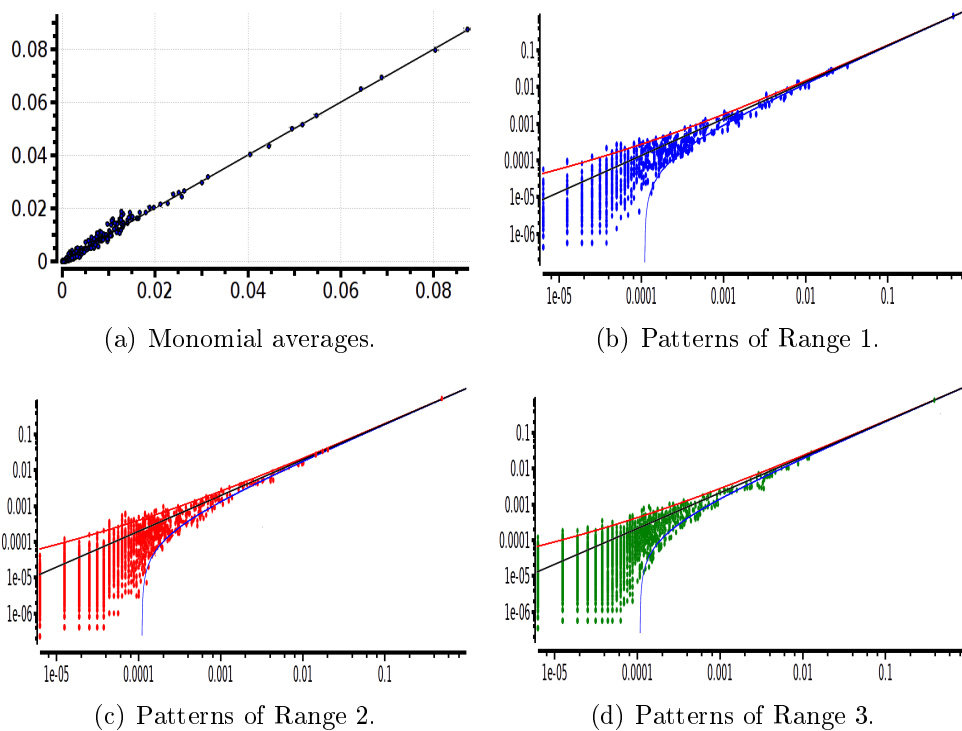 0.08
0.06
0.04
0.02
0
0 0.02 0.04 0.06 0.08
(a) Monomial averages.
0.1
0.01
0.001
0.0001
1e-05
1e-06
1e-05 0.0001 0.001 0.01 0.1
(b) Patterns of Range 1.
0.1
0.01
0.001
0.0001
1e-05
1e-06
1e-05 0.0001 0.001 0.01 0.1
(c) Patterns of Range 2.
0.1
0.01
0.001
0.0001
1e-05
1e-06
1e-05 0.0001 0.001 0.01 0.1
(d) Patterns of Range 3.